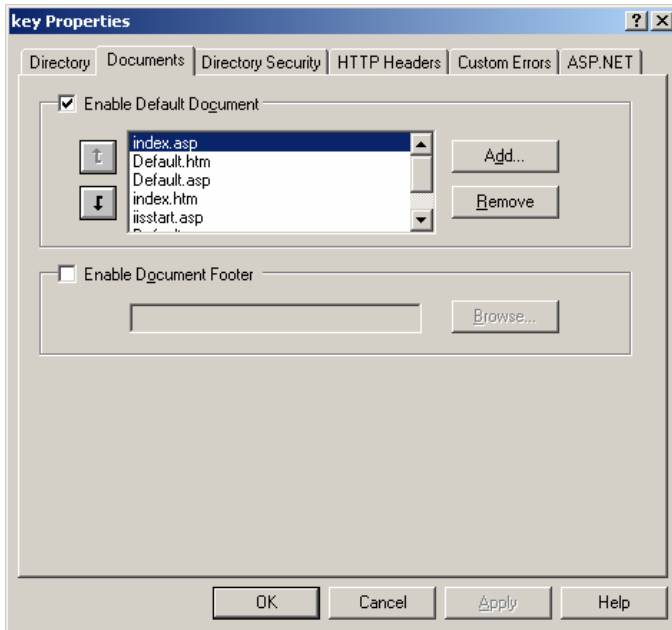 key Properties
Directory Documents Directory Security HTTP Headers Custom Errors ASP.NET
Enable Default Document
index.asp
Default.htm
Default.asp
index.htm
iisstart.asp
Add...
Remove
Enable Document Footer
Browse...
OK Cancel Apply Help